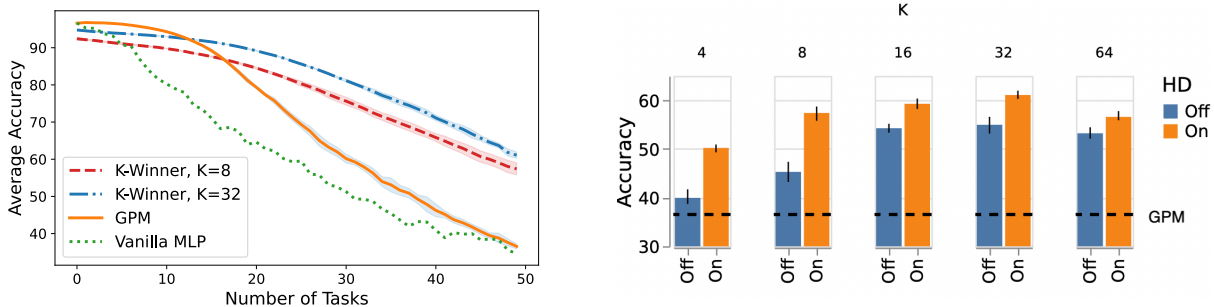 90
80
70
60
50
40
Average Accuracy
K-Winner, K=8
K-Winner, K=32
GPM
Vanilla MLP
0 10 20 30 40 50
Number of Tasks
K
4 8 16 32 64
HD
Off
On
60
50
40
30
Accuracy
GPM
Off On Off On Off On Off On Off On